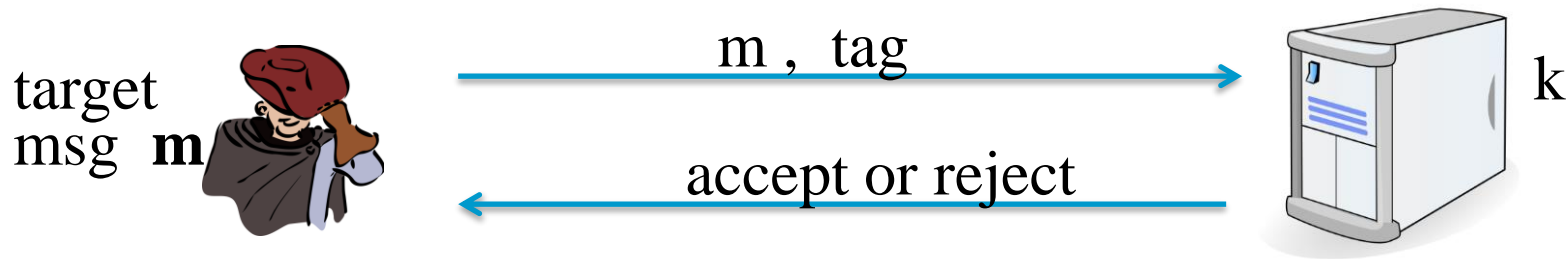 m , tag
target
msg m
k
accept or reject